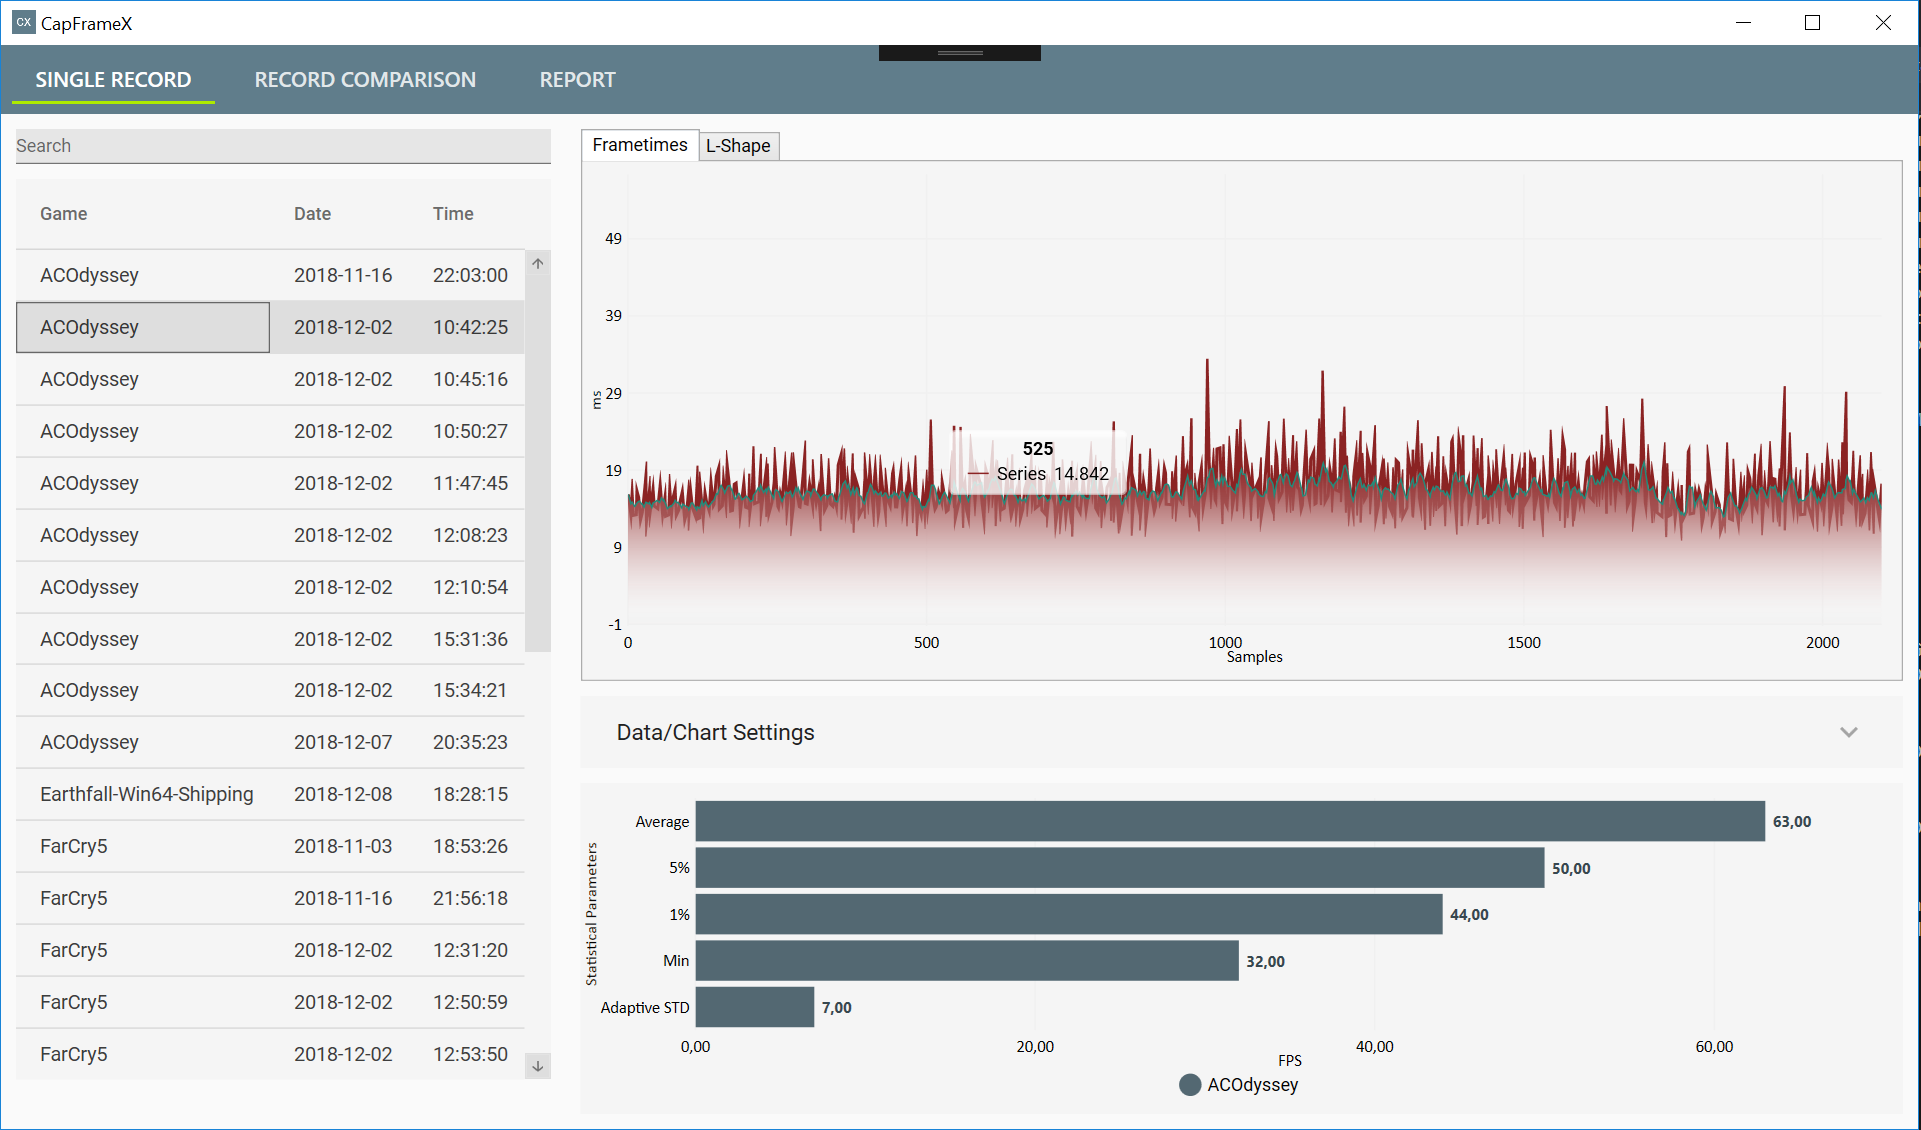 CX CapFrameX
SINGLE RECORD RECORD COMPARISON REPORT
Search
Game Date Time
ACOdyssey 2018-11-16 22:03:00
ACOdyssey 2018-12-02 10:42:25
ACOdyssey 2018-12-02 10:45:16
ACOdyssey 2018-12-02 10:50:27
ACOdyssey 2018-12-02 11:47:45
ACOdyssey 2018-12-02 12:08:23
ACOdyssey 2018-12-02 12:10:54
ACOdyssey 2018-12-02 15:31:36
ACOdyssey 2018-12-02 15:34:21
ACOdyssey 2018-12-07 20:35:23
Earthfall-Win64-Shipping 2018-12-08 18:28:15
FarCry5 2018-11-03 18:53:26
FarCry5 2018-11-16 21:56:18
FarCry5 2018-12-02 12:31:20
FarCry5 2018-12-02 12:50:59
FarCry5 2018-12-02 12:53:50
Frametimes L-Shape
49
39
29
19
9
-1
ms
525
Series 14.842
0 500 1000 1500 2000
Samples
Data/Chart Settings
Statistical Parameters
Average 63,00
5% 50,00
1% 44,00
Min 32,00
Adaptive STD 7,00
0,00 20,00 40,00 60,00
FPS
ACOdyssey